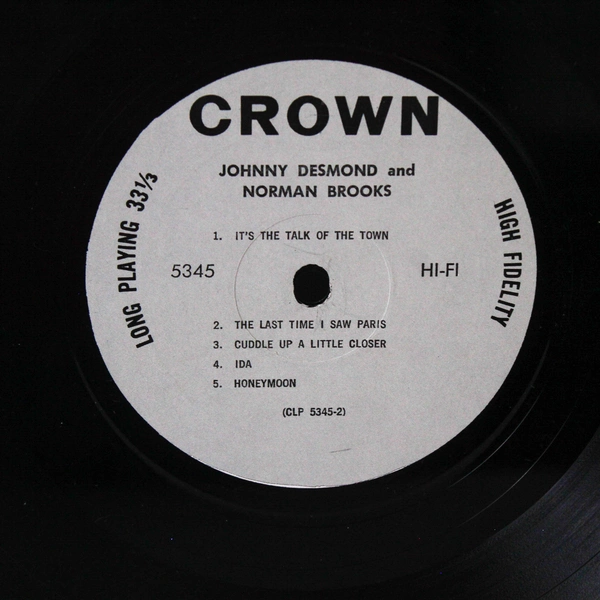 CROWN
JOHNNY DESMOND and
NORMAN BROOKS
LONG PLAYING 33⅓
HIGH FIDELITY
1. IT'S THE TALK OF THE TOWN
5345
HI-FI
2. THE LAST TIME I SAW PARIS
3. CUDDLE UP A LITTLE CLOSER
4. IDA
5. HONEYMOON
(CLP 5345-2)